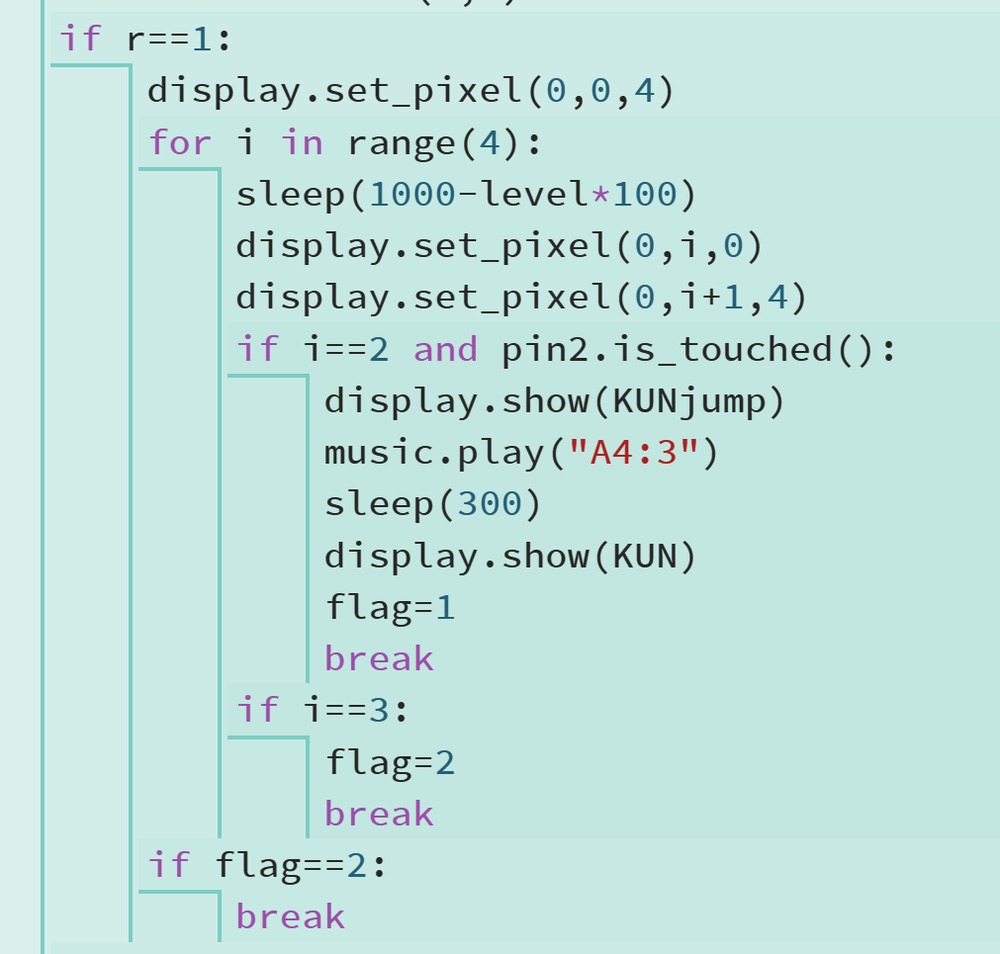 if r==1:
display.set_pixel(0,0,4)
for i in range(4):
sleep(1000-level*100)
display.set_pixel(0,i,0)
display.set_pixel(0,i+1,4)
if i==2 and pin2.is_touched():
display.show(KUNjump)
music.play("A4:3")
sleep(300)
display.show(KUN)
flag=1
break
if i==3:
flag=2
break
if flag==2:
break